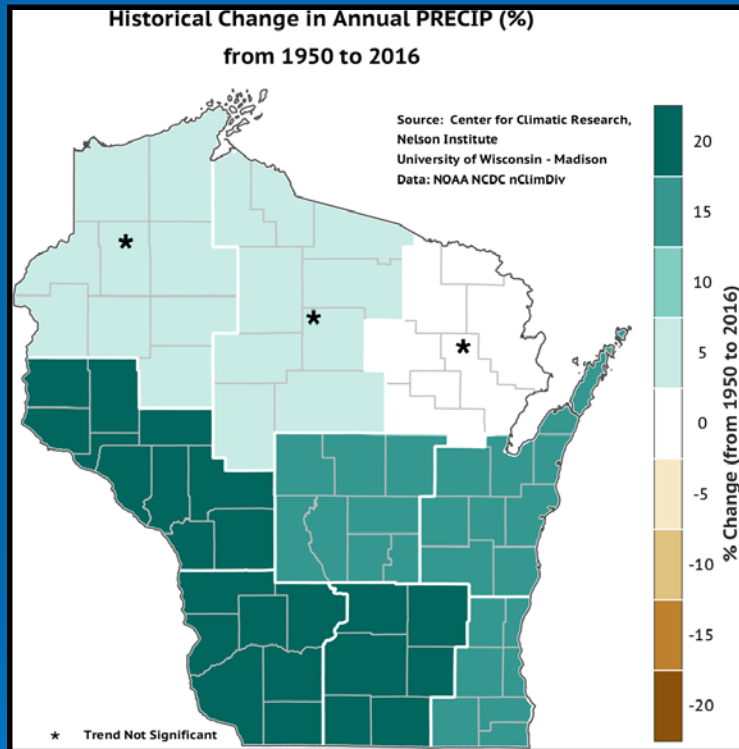 Historical Change in Annual PRECIP (%)
from 1950 to 2016
Source: Center for Climatic Research,
Nelson Institute
University of Wisconsin - Madison
Data: NOAA NCDC nClimDiv
20
15
10
5
0
-5
-10
-15
-20
% Change (from 1950 to 2016)
*
*
*
* Trend Not Significant